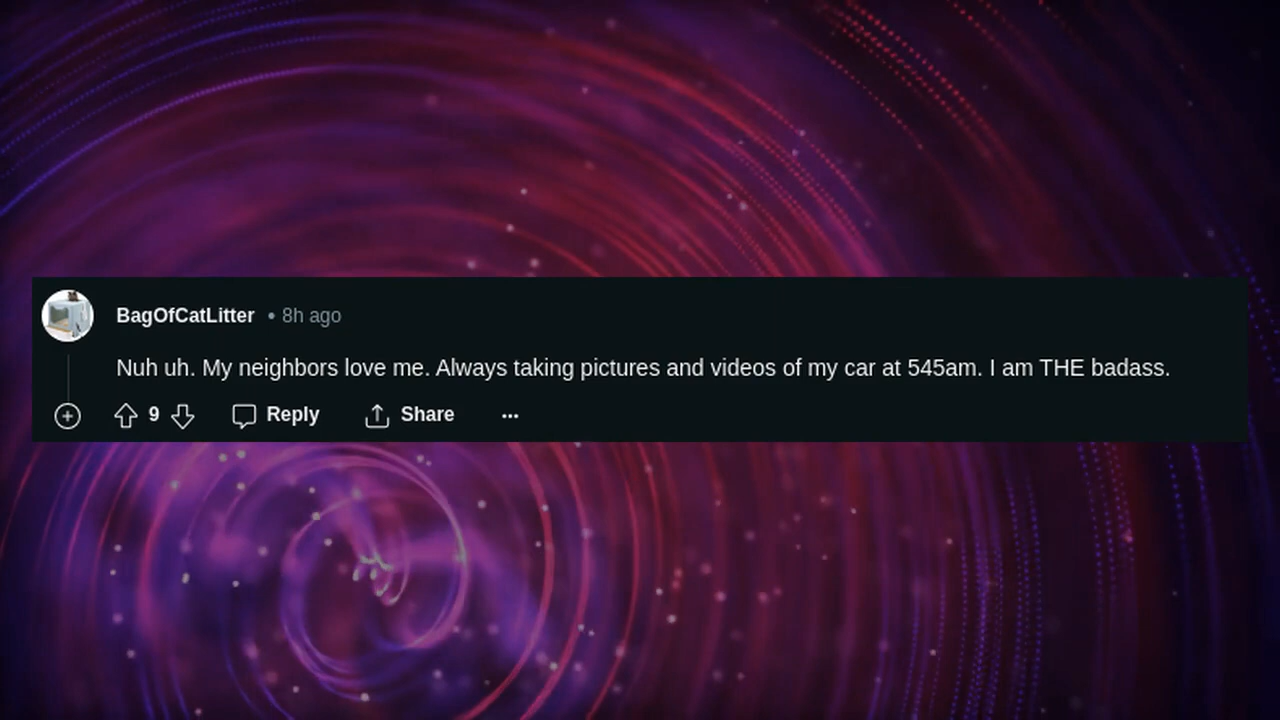 BagOfCatLitter • 8h ago
Nuh uh. My neighbors love me. Always taking pictures and videos of my car at 545am. I am THE badass.
9 Reply Share ...